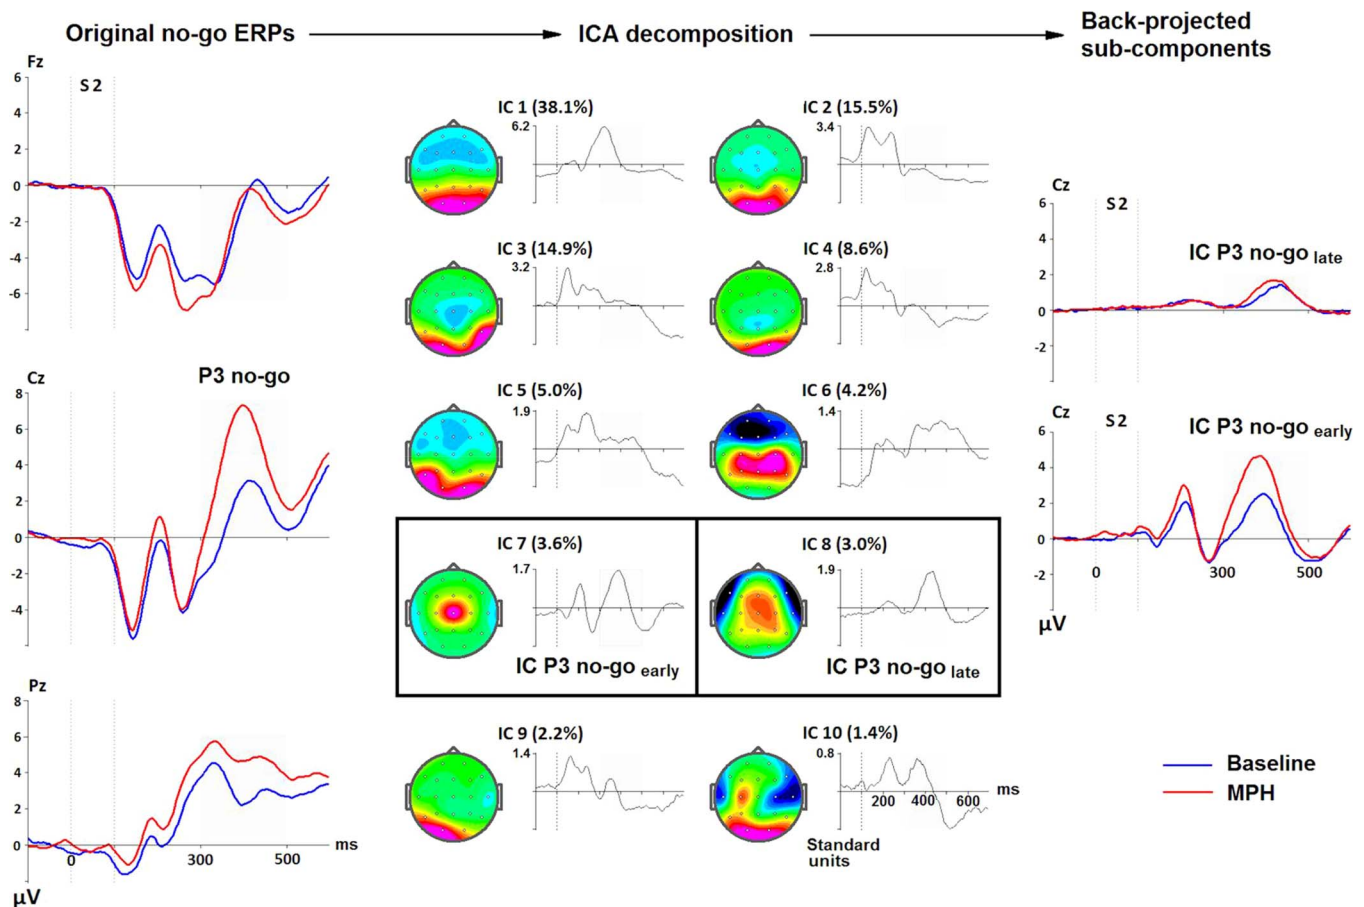 Original no-go ERPs
ICA decomposition
Back-projected
sub-components
Fz
S 2
6
4
2
0
-2
-4
-6
Cz
P3 no-go
8
6
4
2
0
-2
-4
Pz
8
6
4
2
0
0
300
500
ms
µV
IC 1 (38.1%)
6.2
IC 2 (15.5%)
3.4
IC 3 (14.9%)
3.2
IC 4 (8.6%)
2.8
IC 5 (5.0%)
1.9
IC 6 (4.2%)
1.4
IC 7 (3.6%)
1.7
IC P3 no-go early
IC 8 (3.0%)
1.9
IC P3 no-go late
IC 9 (2.2%)
1.4
IC 10 (1.4%)
0.8
200
400
600
ms
Standard
units
Cz
S 2
6
4
2
0
-2
IC P3 no-go late
300
500
Cz
S 2
6
4
2
0
-2
IC P3 no-go early
0
300
500
µV
Baseline
MPH